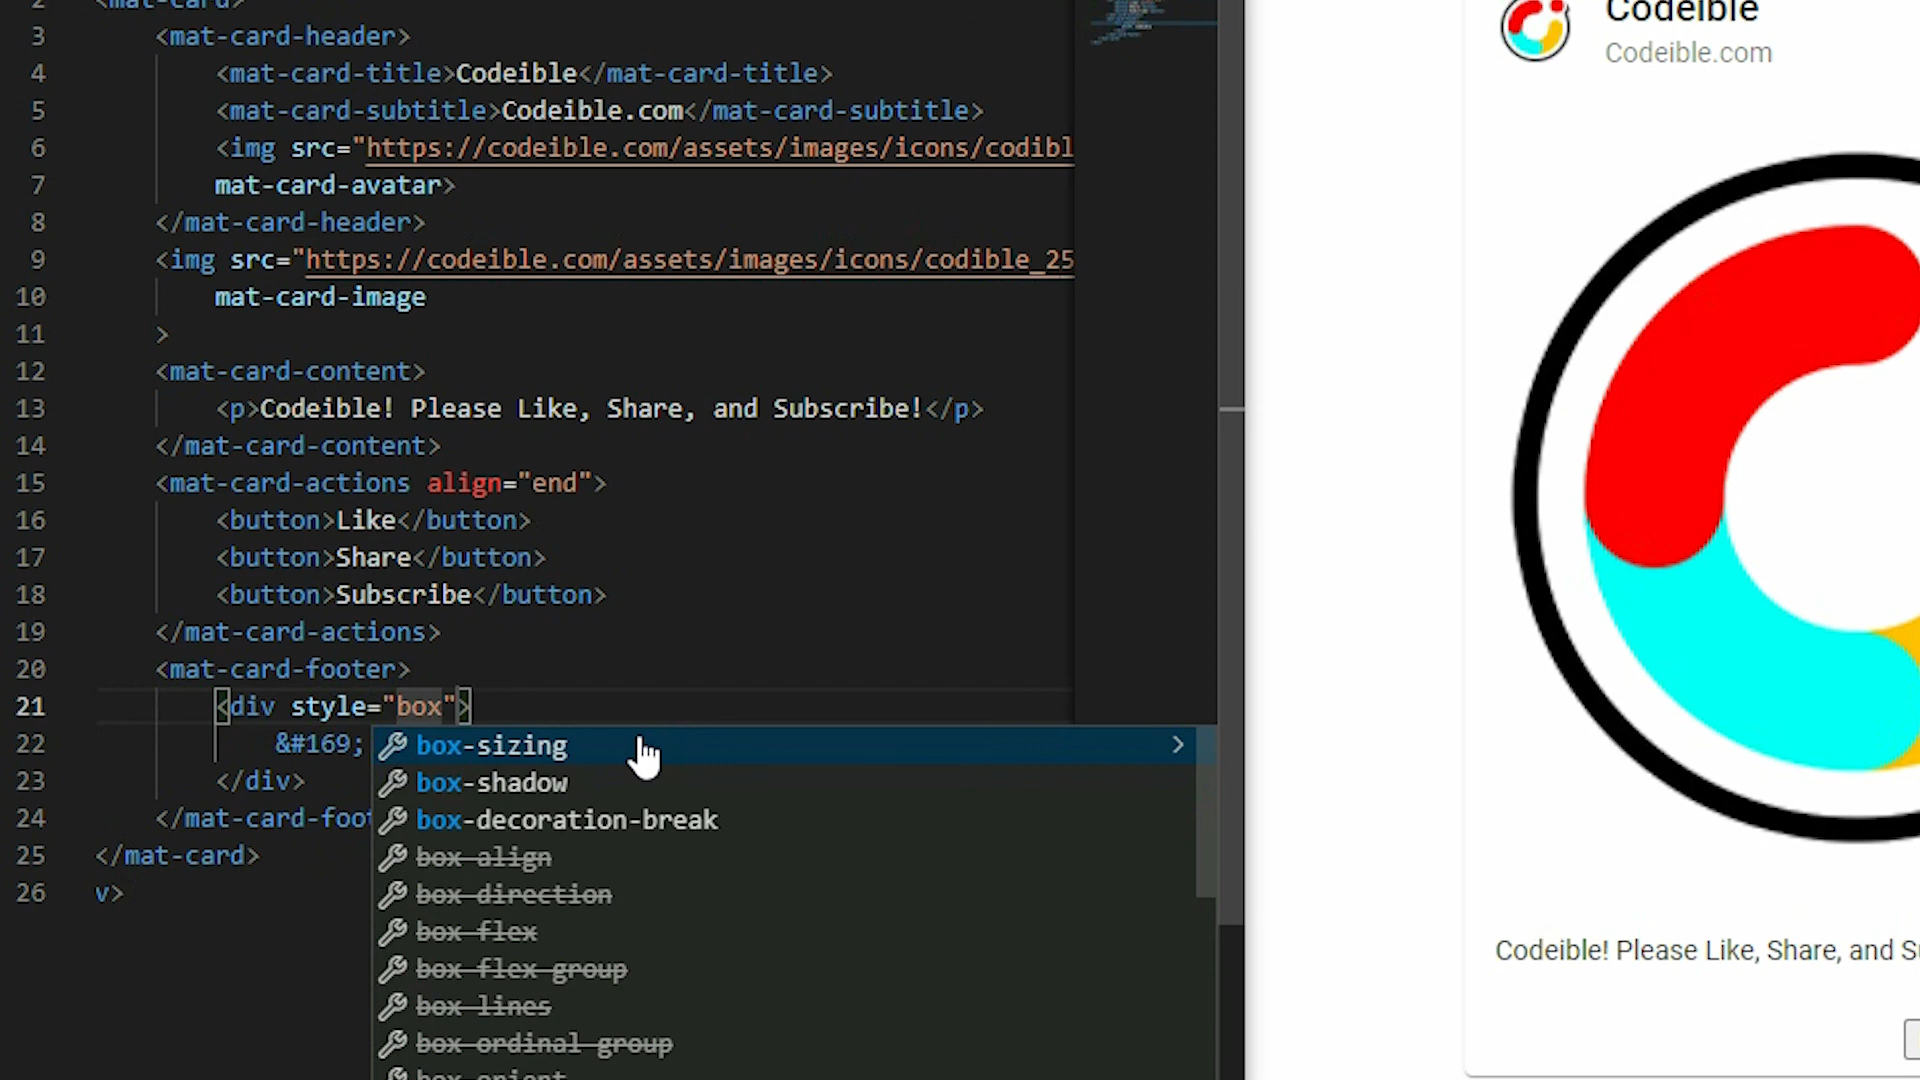 2 <mat-card>
3 <mat-card-header>
4 <mat-card-title>Codeible</mat-card-title>
5 <mat-card-subtitle>Codeible.com</mat-card-subtitle>
6 <img src="https://codeible.com/assets/images/icons/codibl
7 mat-card-avatar>
8 </mat-card-header>
9 <img src="https://codeible.com/assets/images/icons/codible_25
10 mat-card-image
11 >
12 <mat-card-content>
13 <p>Codeible! Please Like, Share, and Subscribe!</p>
14 </mat-card-content>
15 <mat-card-actions align="end">
16 <button>Like</button>
17 <button>Share</button>
18 <button>Subscribe</button>
19 </mat-card-actions>
20 <mat-card-footer>
21 <div style="box">
22 &#169;
23 </div>
24 </mat-card-foot
25 </mat-card>
26 v>
box-sizing
box-shadow
box-decoration-break
box-align
box-direction
box-flex
box-flex-group
box-lines
box-ordinal-group
box-orient
Codeible
Codeible.com
Codeible! Please Like, Share, and S